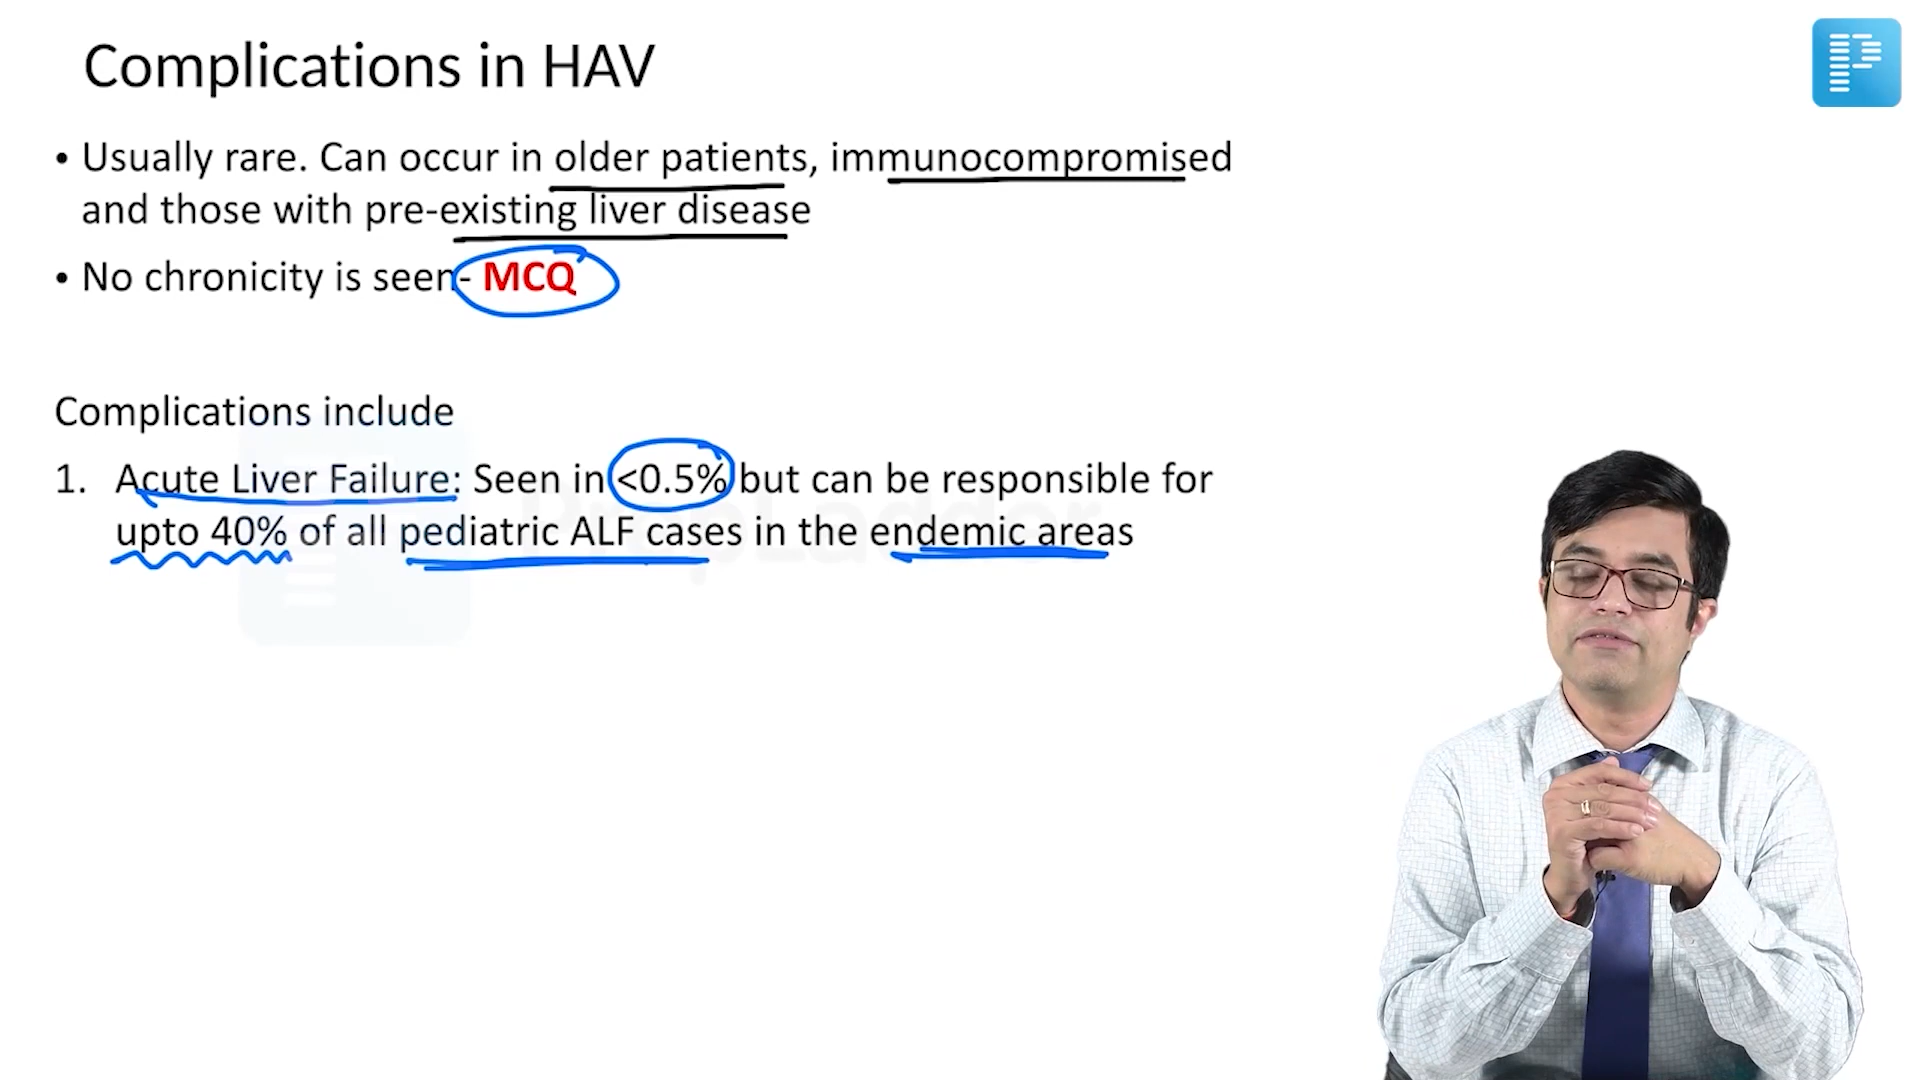 Complications in HAV
• Usually rare. Can occur in older patients, immunocompromised
and those with pre-existing liver disease
• No chronicity is seen- MCQ
Complications include
1. Acute Liver Failure: Seen in <0.5% but can be responsible for
upto 40% of all pediatric ALF cases in the endemic areas
PrepLadder